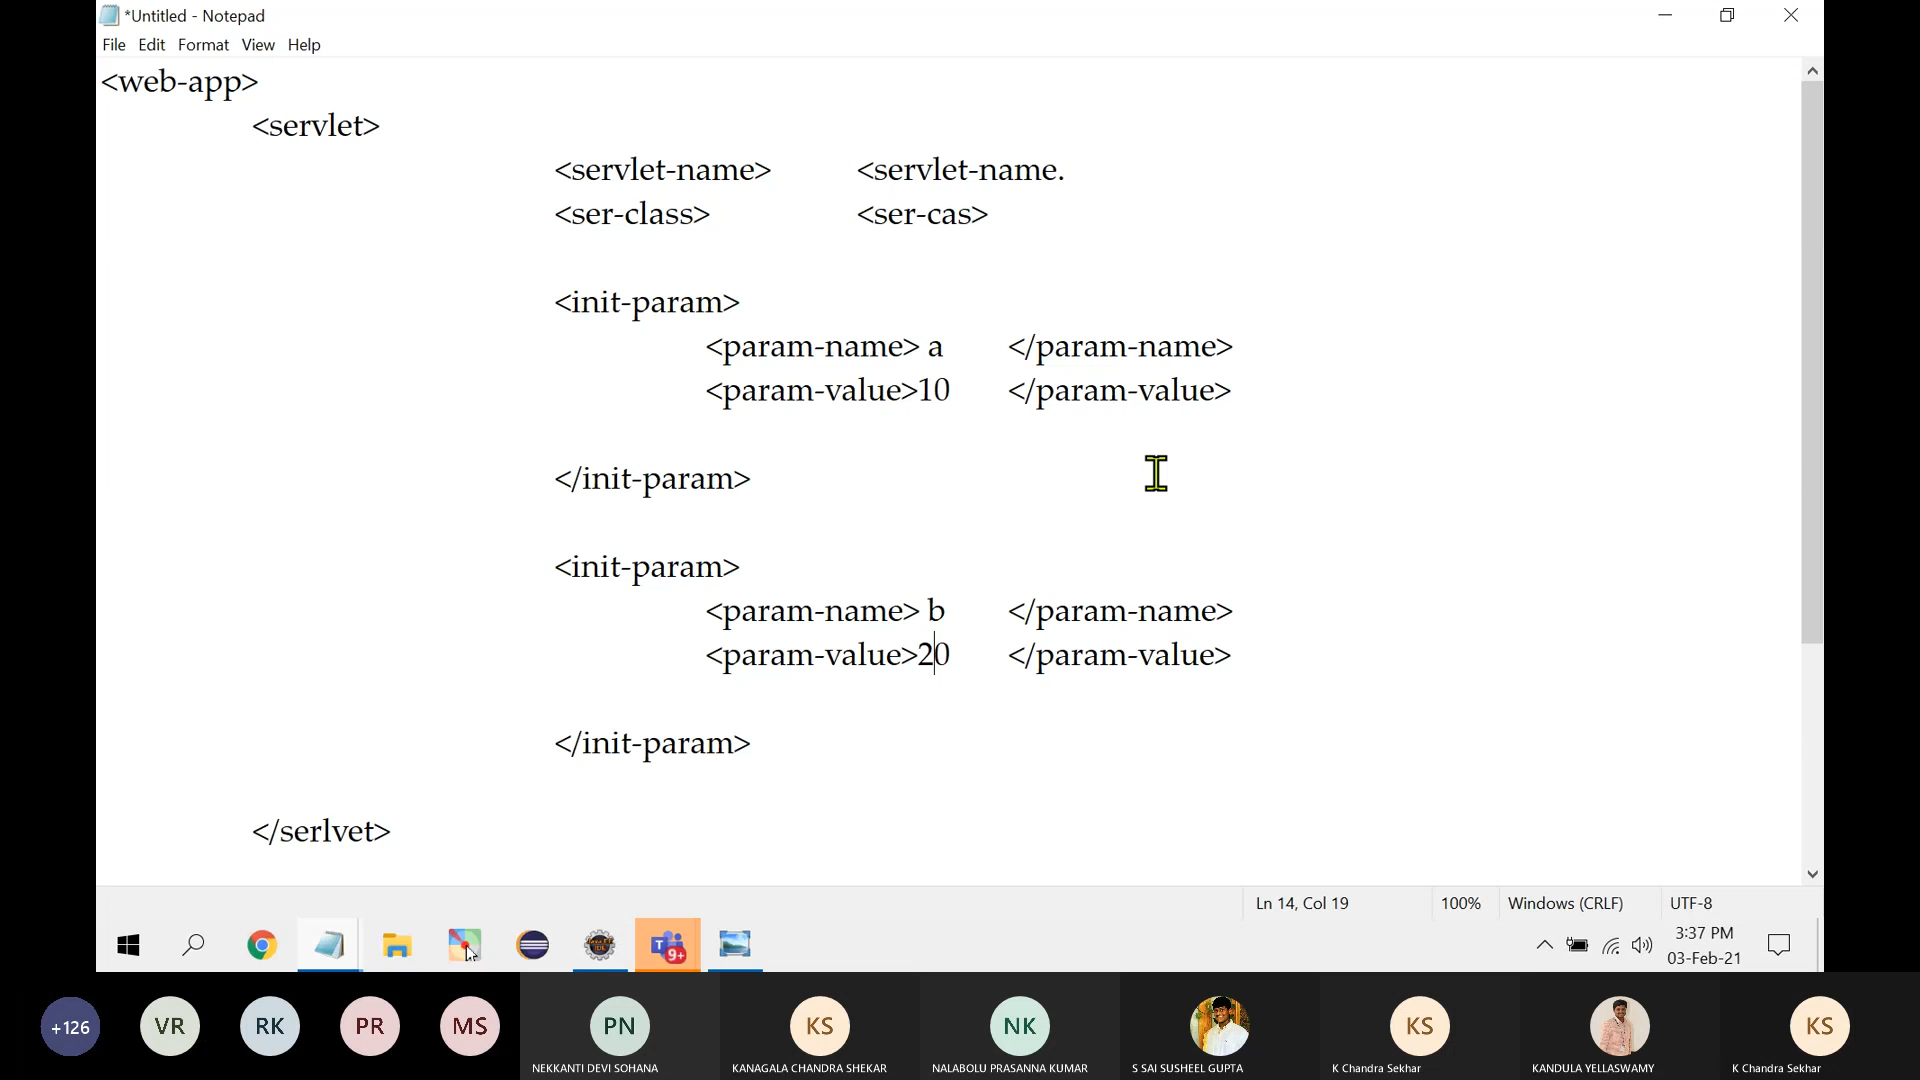 *Untitled - Notepad
File Edit Format View Help
<web-app>
<servlet>
<servlet-name> <servlet-name.
<ser-class> <ser-cas>
<init-param>
<param-name> a </param-name>
<param-value>10 </param-value>
</init-param>
<init-param>
<param-name> b </param-name>
<param-value>20 </param-value>
</init-param>
</serlvet>
Ln 14, Col 19 100% Windows (CRLF) UTF-8
9+
3:37 PM
03-Feb-21
+126 VR RK PR MS PN KS NK KS KS
NEKKANTI DEVI SOHANA KANAGALA CHANDRA SHEKAR NALABOLU PRASANNA KUMAR S SAI SUSHEEL GUPTA K Chandra Sekhar KANDULA YELLASWAMY K Chandra Sekhar